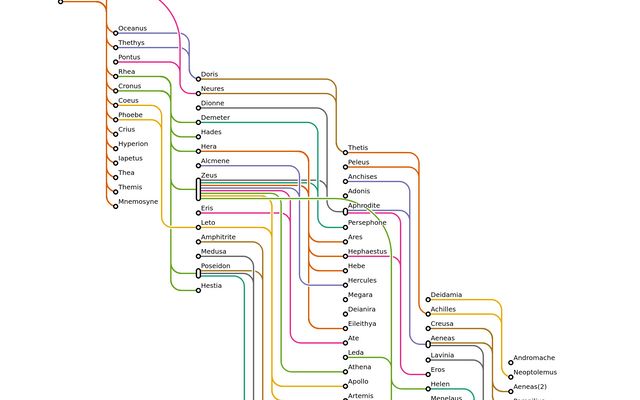 Oceanus
Thethys
Pontus
Rhea
Cronus
Coeus
Phoebe
Crius
Hyperion
Iapetus
Thea
Themis
Mnemosyne
Doris
Neures
Dionne
Demeter
Hades
Hera
Alcmene
Zeus
Eris
Leto
Amphitrite
Medusa
Poseidon
Hestia
Thetis
Peleus
Anchises
Adonis
Aphrodite
Persephone
Ares
Hephaestus
Hebe
Hercules
Megara
Deianira
Eileithya
Ate
Leda
Athena
Apollo
Artemis
Deidamia
Achilles
Creusa
Aeneas
Lavinia
Eros
Helen
Menelaus
Andromache
Neoptolemus
Aeneas(2)